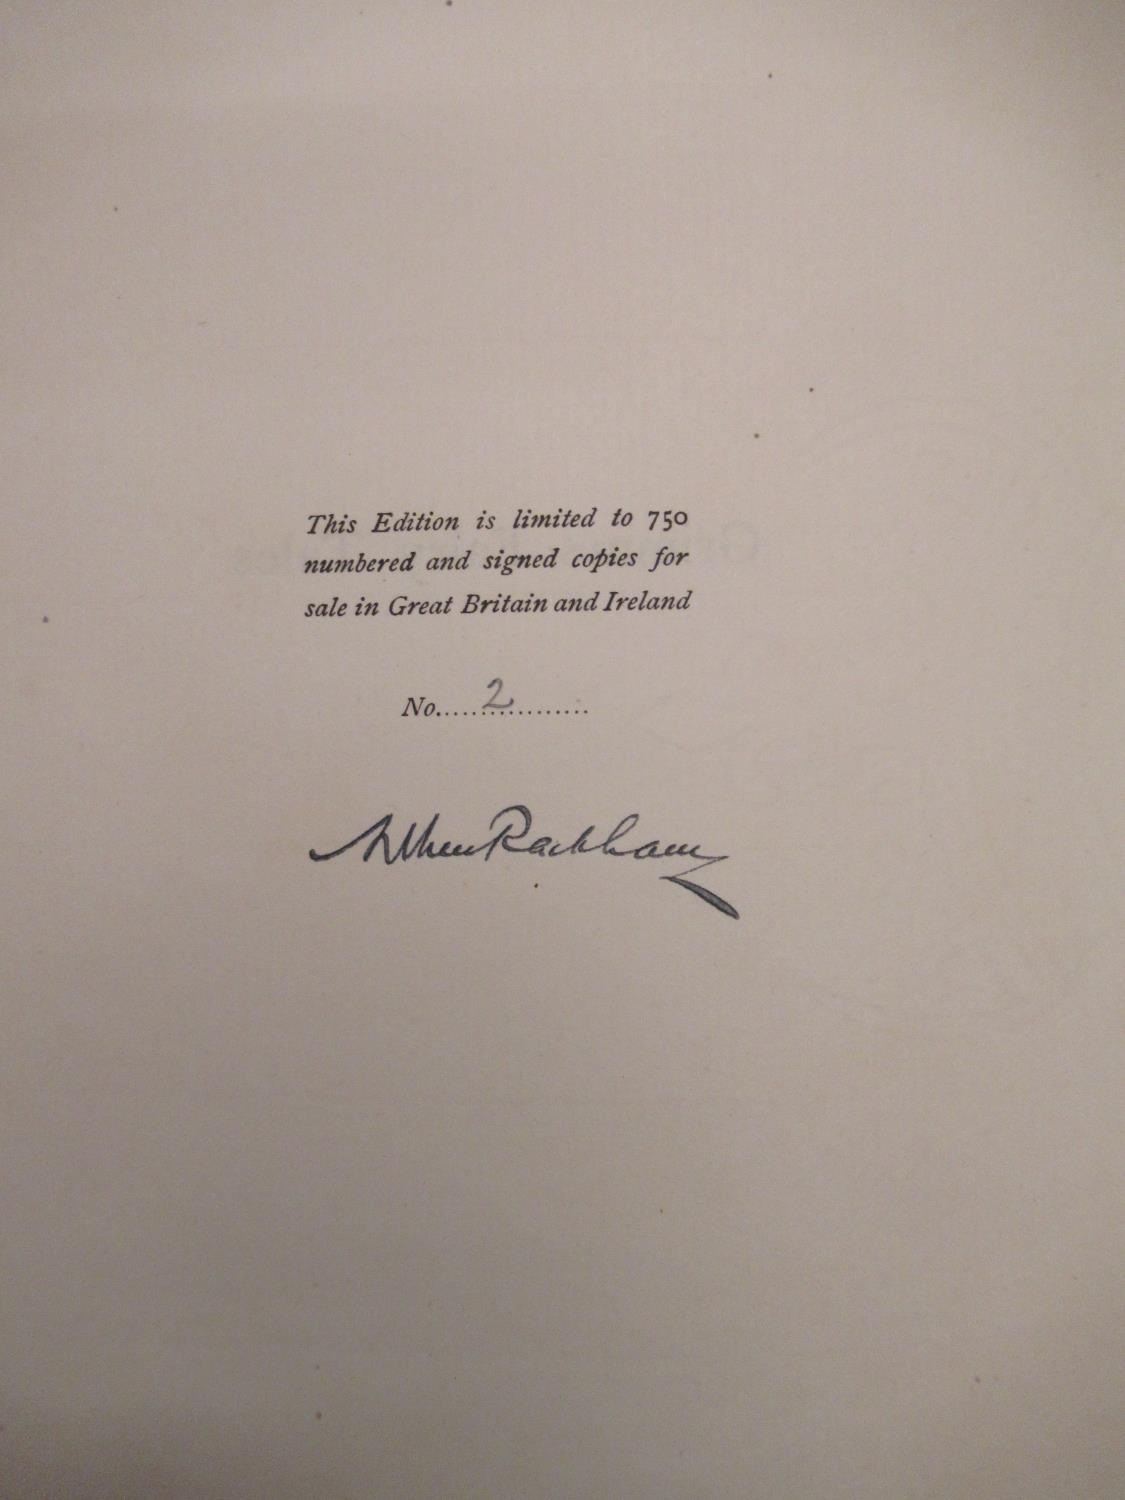 This Edition is limited to 750
numbered and signed copies for
sale in Great Britain and Ireland
No.....2............
Arthur Rackham